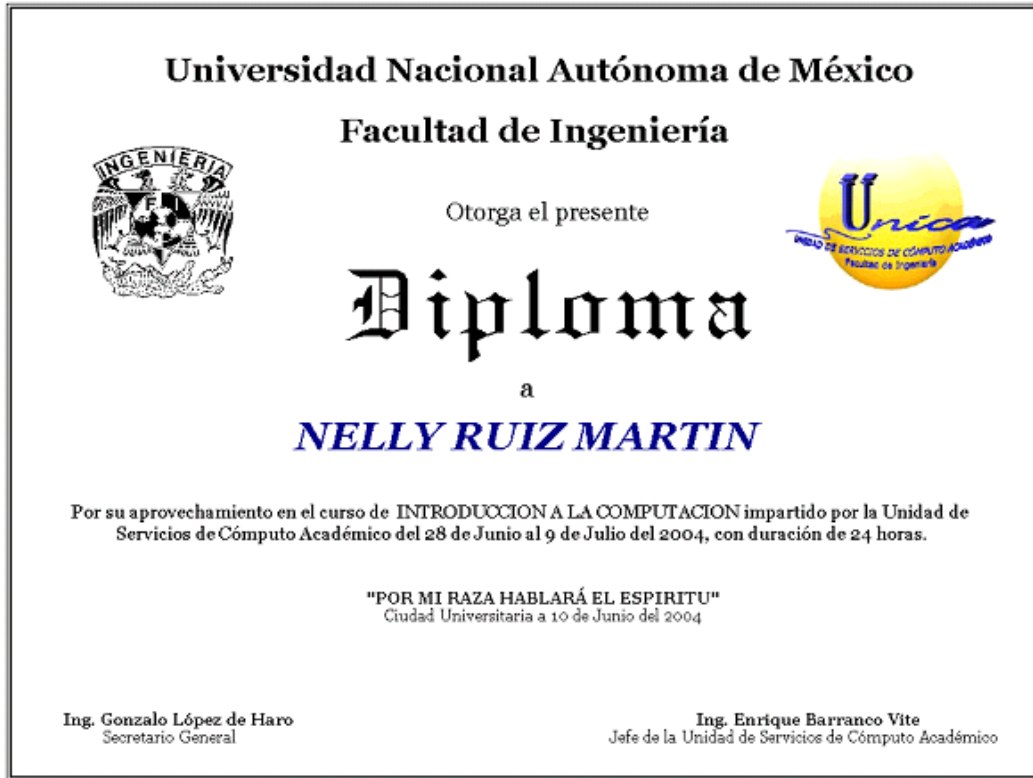 Universidad Nacional Autónoma de México
Facultad de Ingeniería
INGENIERIA
F I
Otorga el presente
Unica
UNIDAD DE SERVICIOS DE CÓMPUTO ACADÉMICO
Facultad de Ingeniería
Diploma
a
NELLY RUIZ MARTIN
Por su aprovechamiento en el curso de INTRODUCCION A LA COMPUTACION impartido por la Unidad de
Servicios de Cómputo Académico del 28 de Junio al 9 de Julio del 2004, con duración de 24 horas.
"POR MI RAZA HABLARÁ EL ESPIRITU"
Ciudad Universitaria a 10 de Junio del 2004
Ing. Gonzalo López de Haro
Secretario General
Ing. Enrique Barranco Vite
Jefe de la Unidad de Servicios de Cómputo Académico